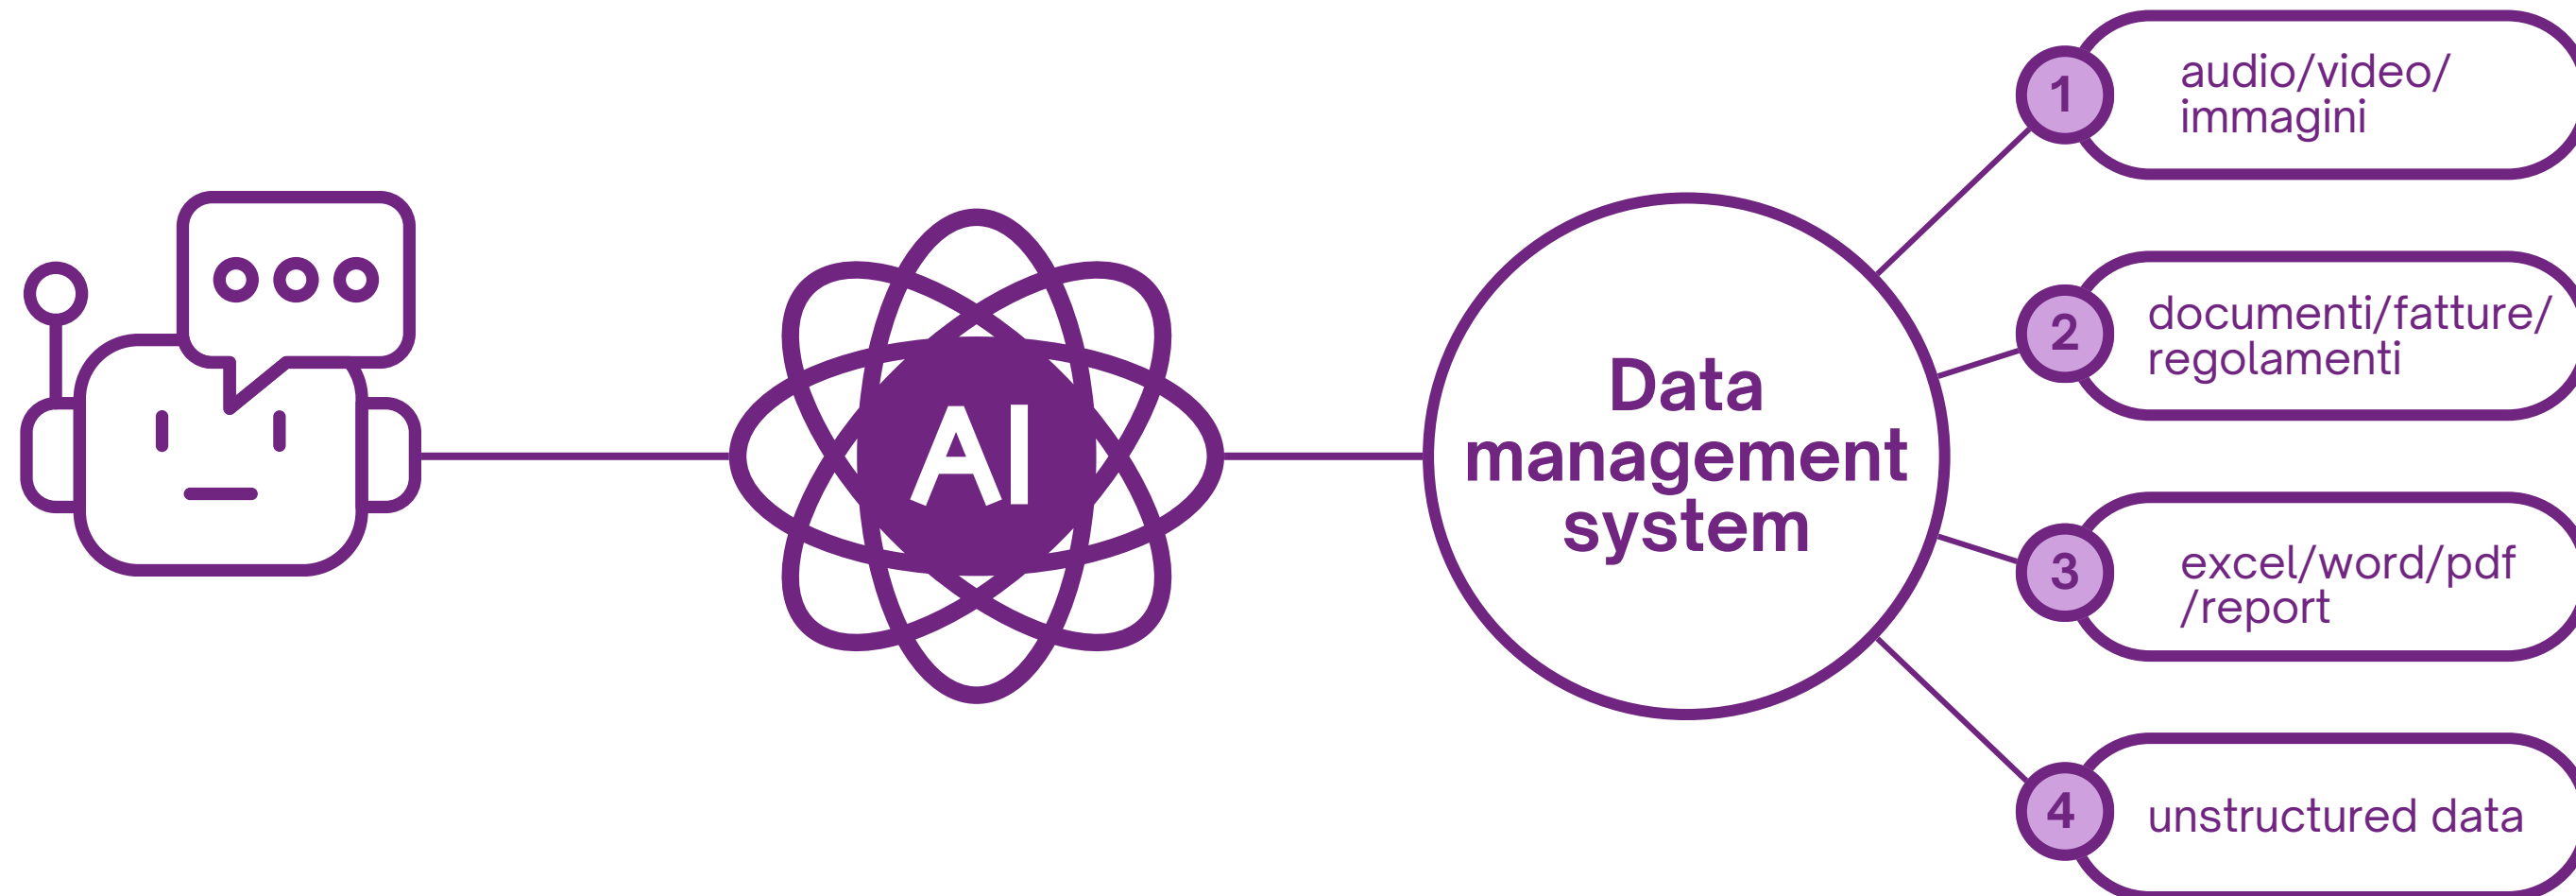 AI
Data
management
system
1
audio/video/
immagini
2
documenti/fatture/
regolamenti
3
excel/word/pdf
/report
4
unstructured data